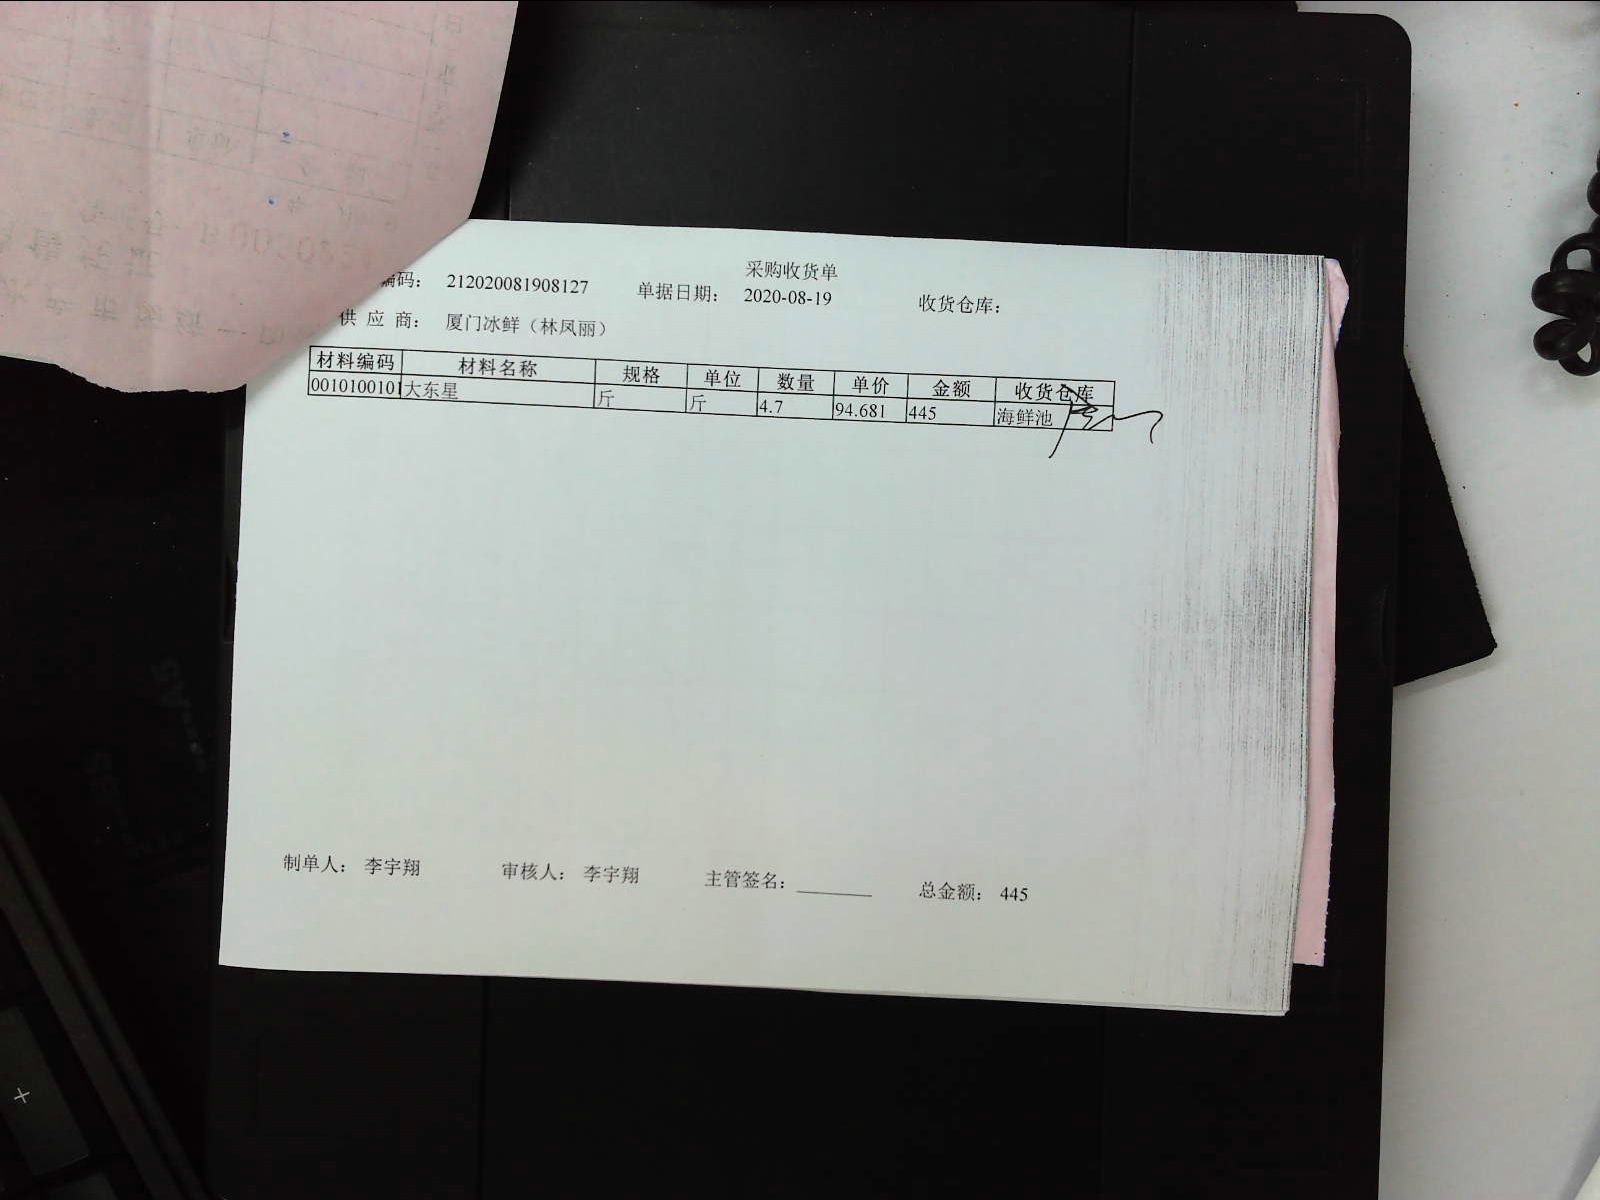 采购收货单
编码： 212020081908127 单据日期： 2020-08-19 收货仓库：
供 应 商： 厦门冰鲜（林凤丽）
材料编码 材料名称 规格 单位 数量 单价 金额 收货仓库
0010100101 大东星 斤 斤 4.7 94.681 445 海鲜池
制单人： 李宇翔 审核人： 李宇翔 主管签名： ________ 总金额： 445